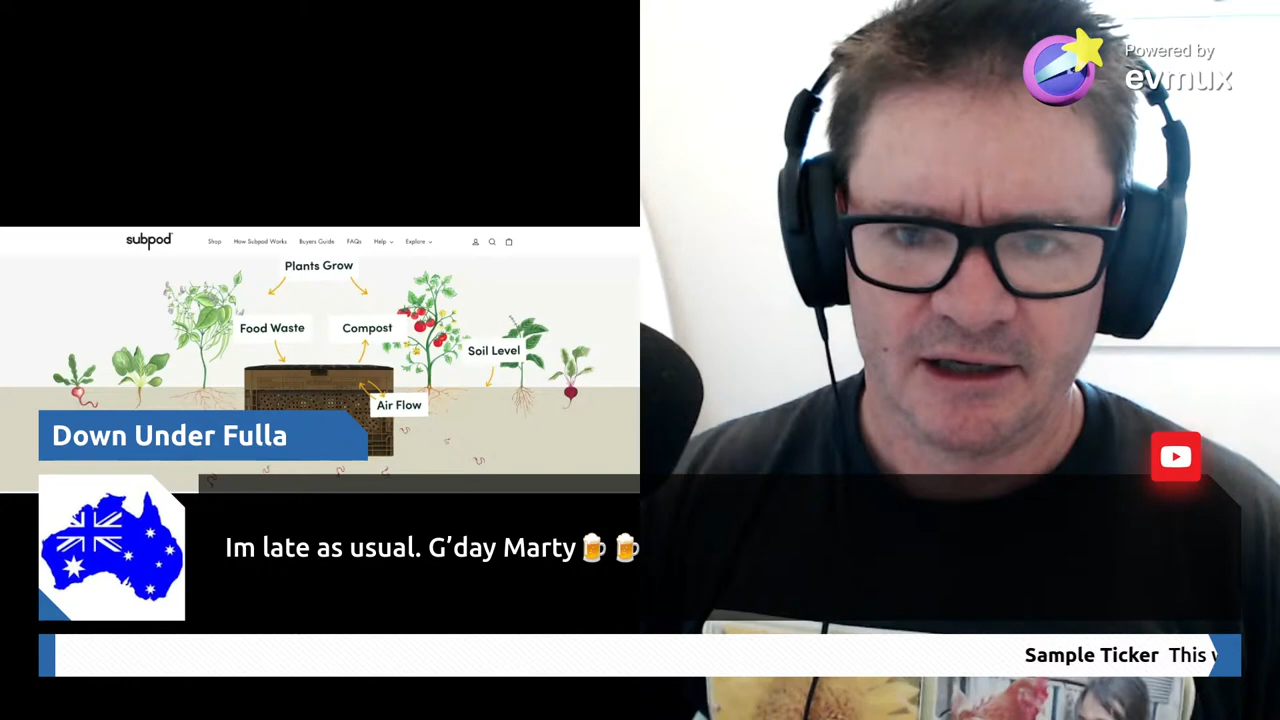 Powered by
evmux
subpod
Shop How Subpod Works Buyers Guide FAQs Help Explore
Plants Grow
Food Waste
Compost
Soil Level
Air Flow
Down Under Fulla
Im late as usual. G’day Marty🍺🍺
Sample Ticker This